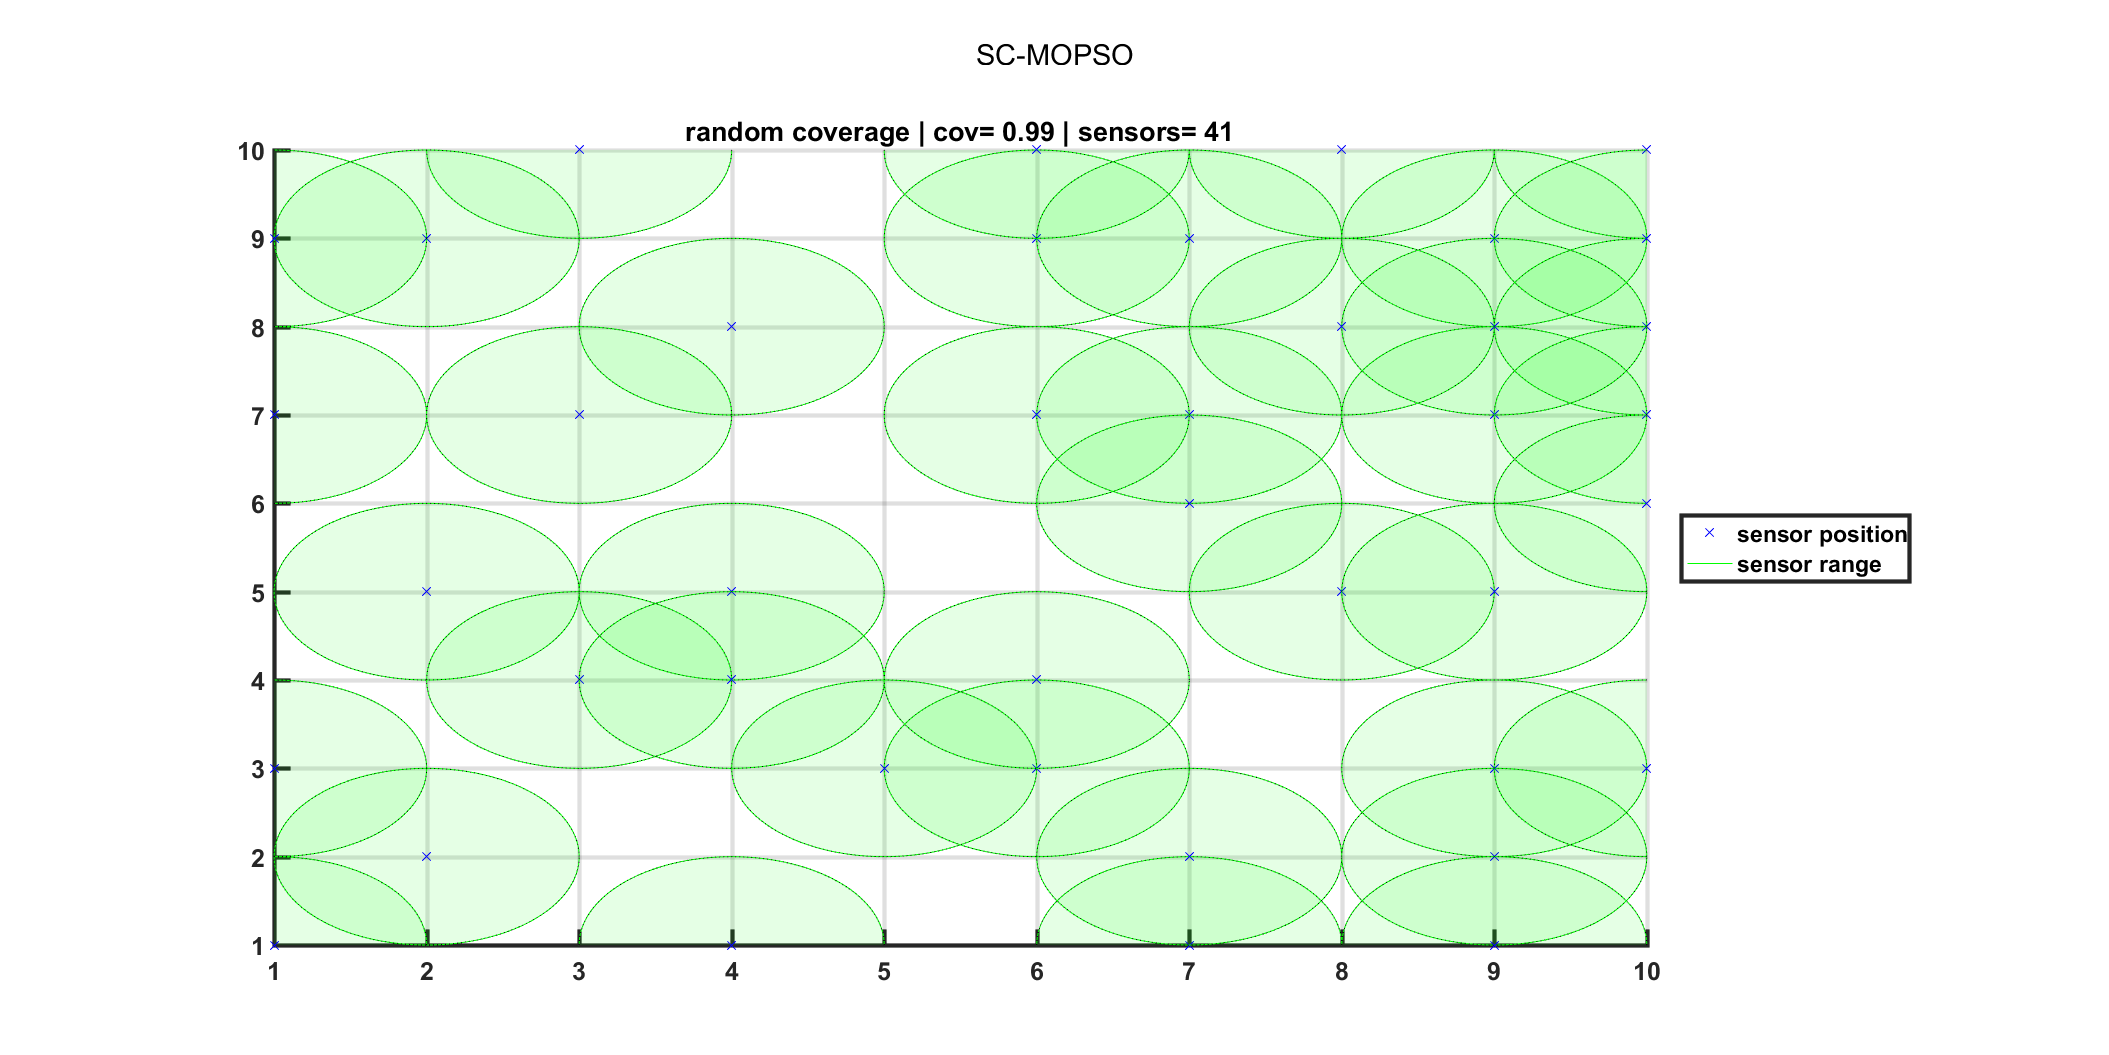 SC-MOPSO
random coverage | cov= 0.99 | sensors= 41
10
9
8
7
6
5
4
3
2
1
1 2 3 4 5 6 7 8 9 10
sensor position
sensor range